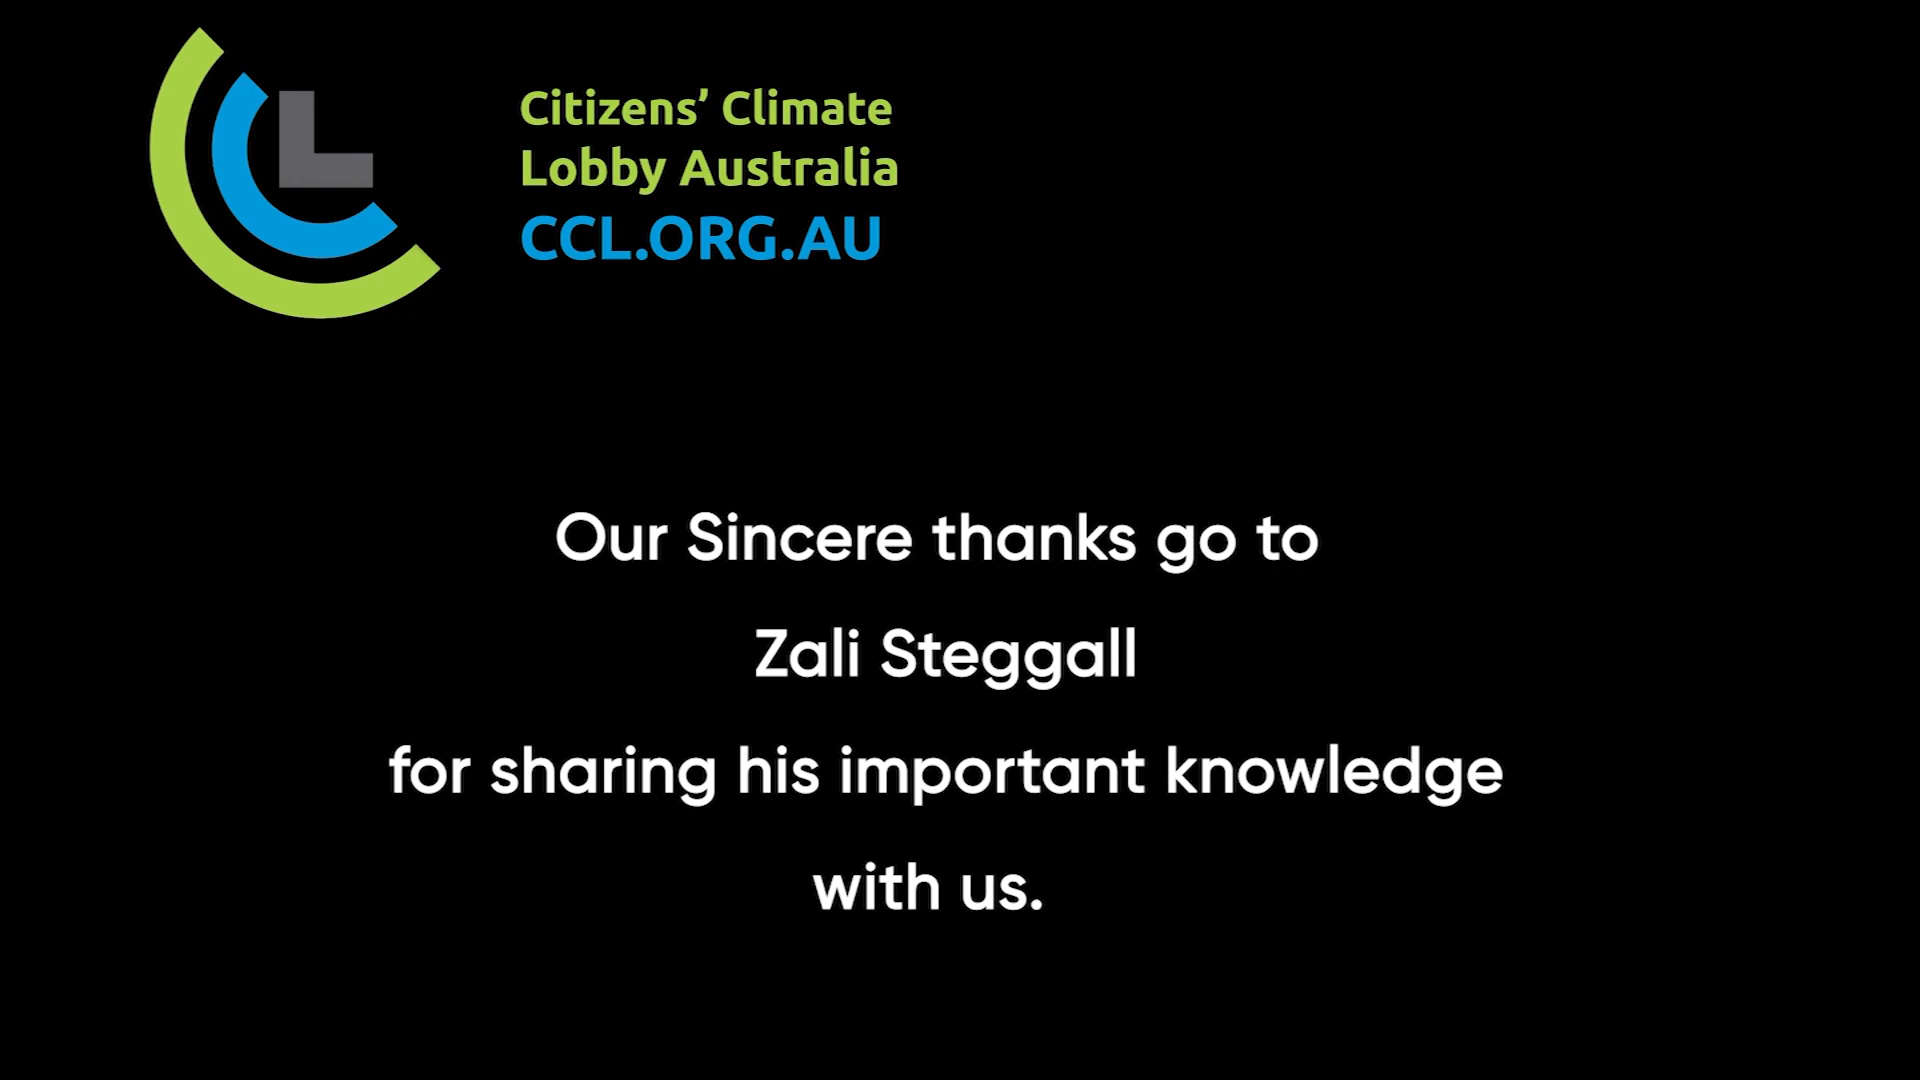 Citizens’ Climate
Lobby Australia
CCL.ORG.AU
Our Sincere thanks go to
Zali Steggall
for sharing his important knowledge
with us.